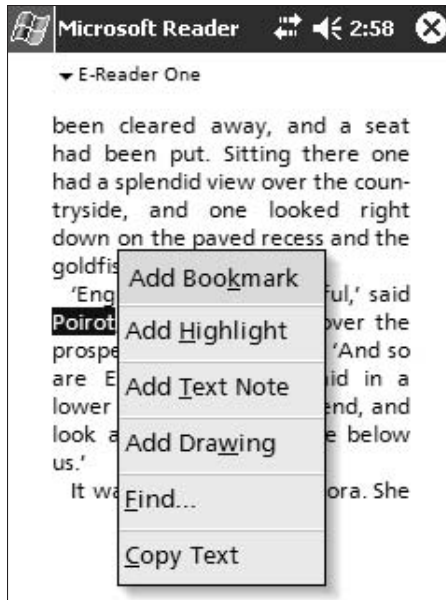 Microsoft Reader 2:58
E-Reader One
been cleared away, and a seat
had been put. Sitting there one
had a splendid view over the coun-
tryside, and one looked right
down on the paved recess and the
goldfis
Add Bookmark
'Eng ful,' said
Poirot over the
Add Highlight
prospe 'And so
are E aid in a
Add Text Note
lower end, and
look a e below
Add Drawing
us.'
It wa ora. She
Find...
Copy Text